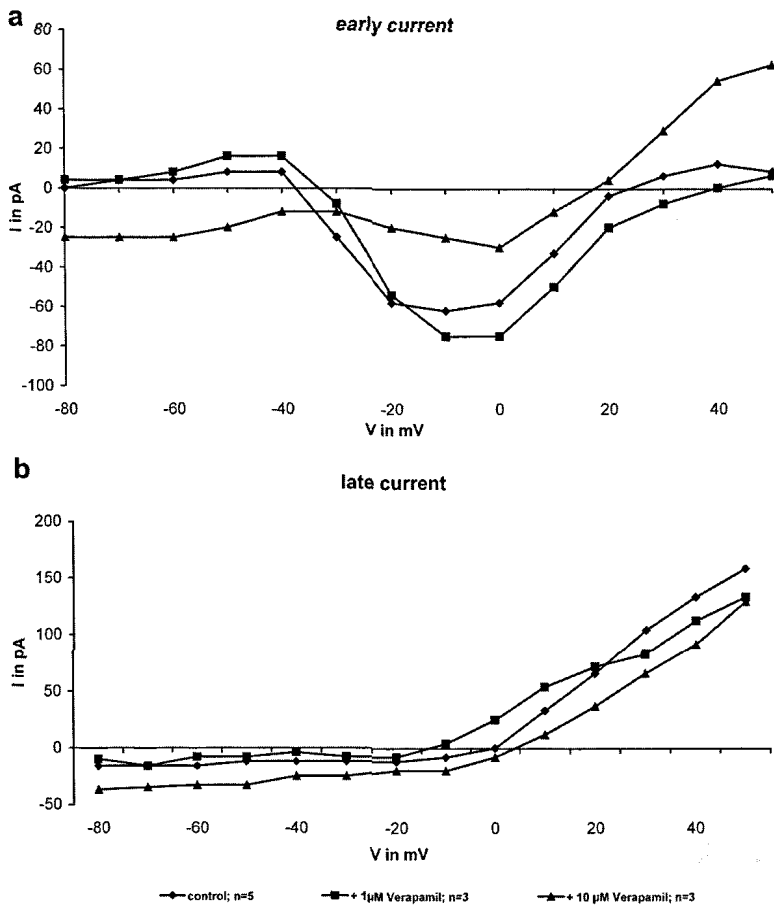 a
early current
80
60
40
20
0
-20
-40
-60
-80
-100
I in pA
-80 -60 -40 -20 0 20 40
V in mV
b
late current
200
150
100
50
0
-50
I in pA
-80 -60 -40 -20 0 20 40
V in mV
control; n=5 + 1µM Verapamil; n=3 + 10 µM Verapamil; n=3